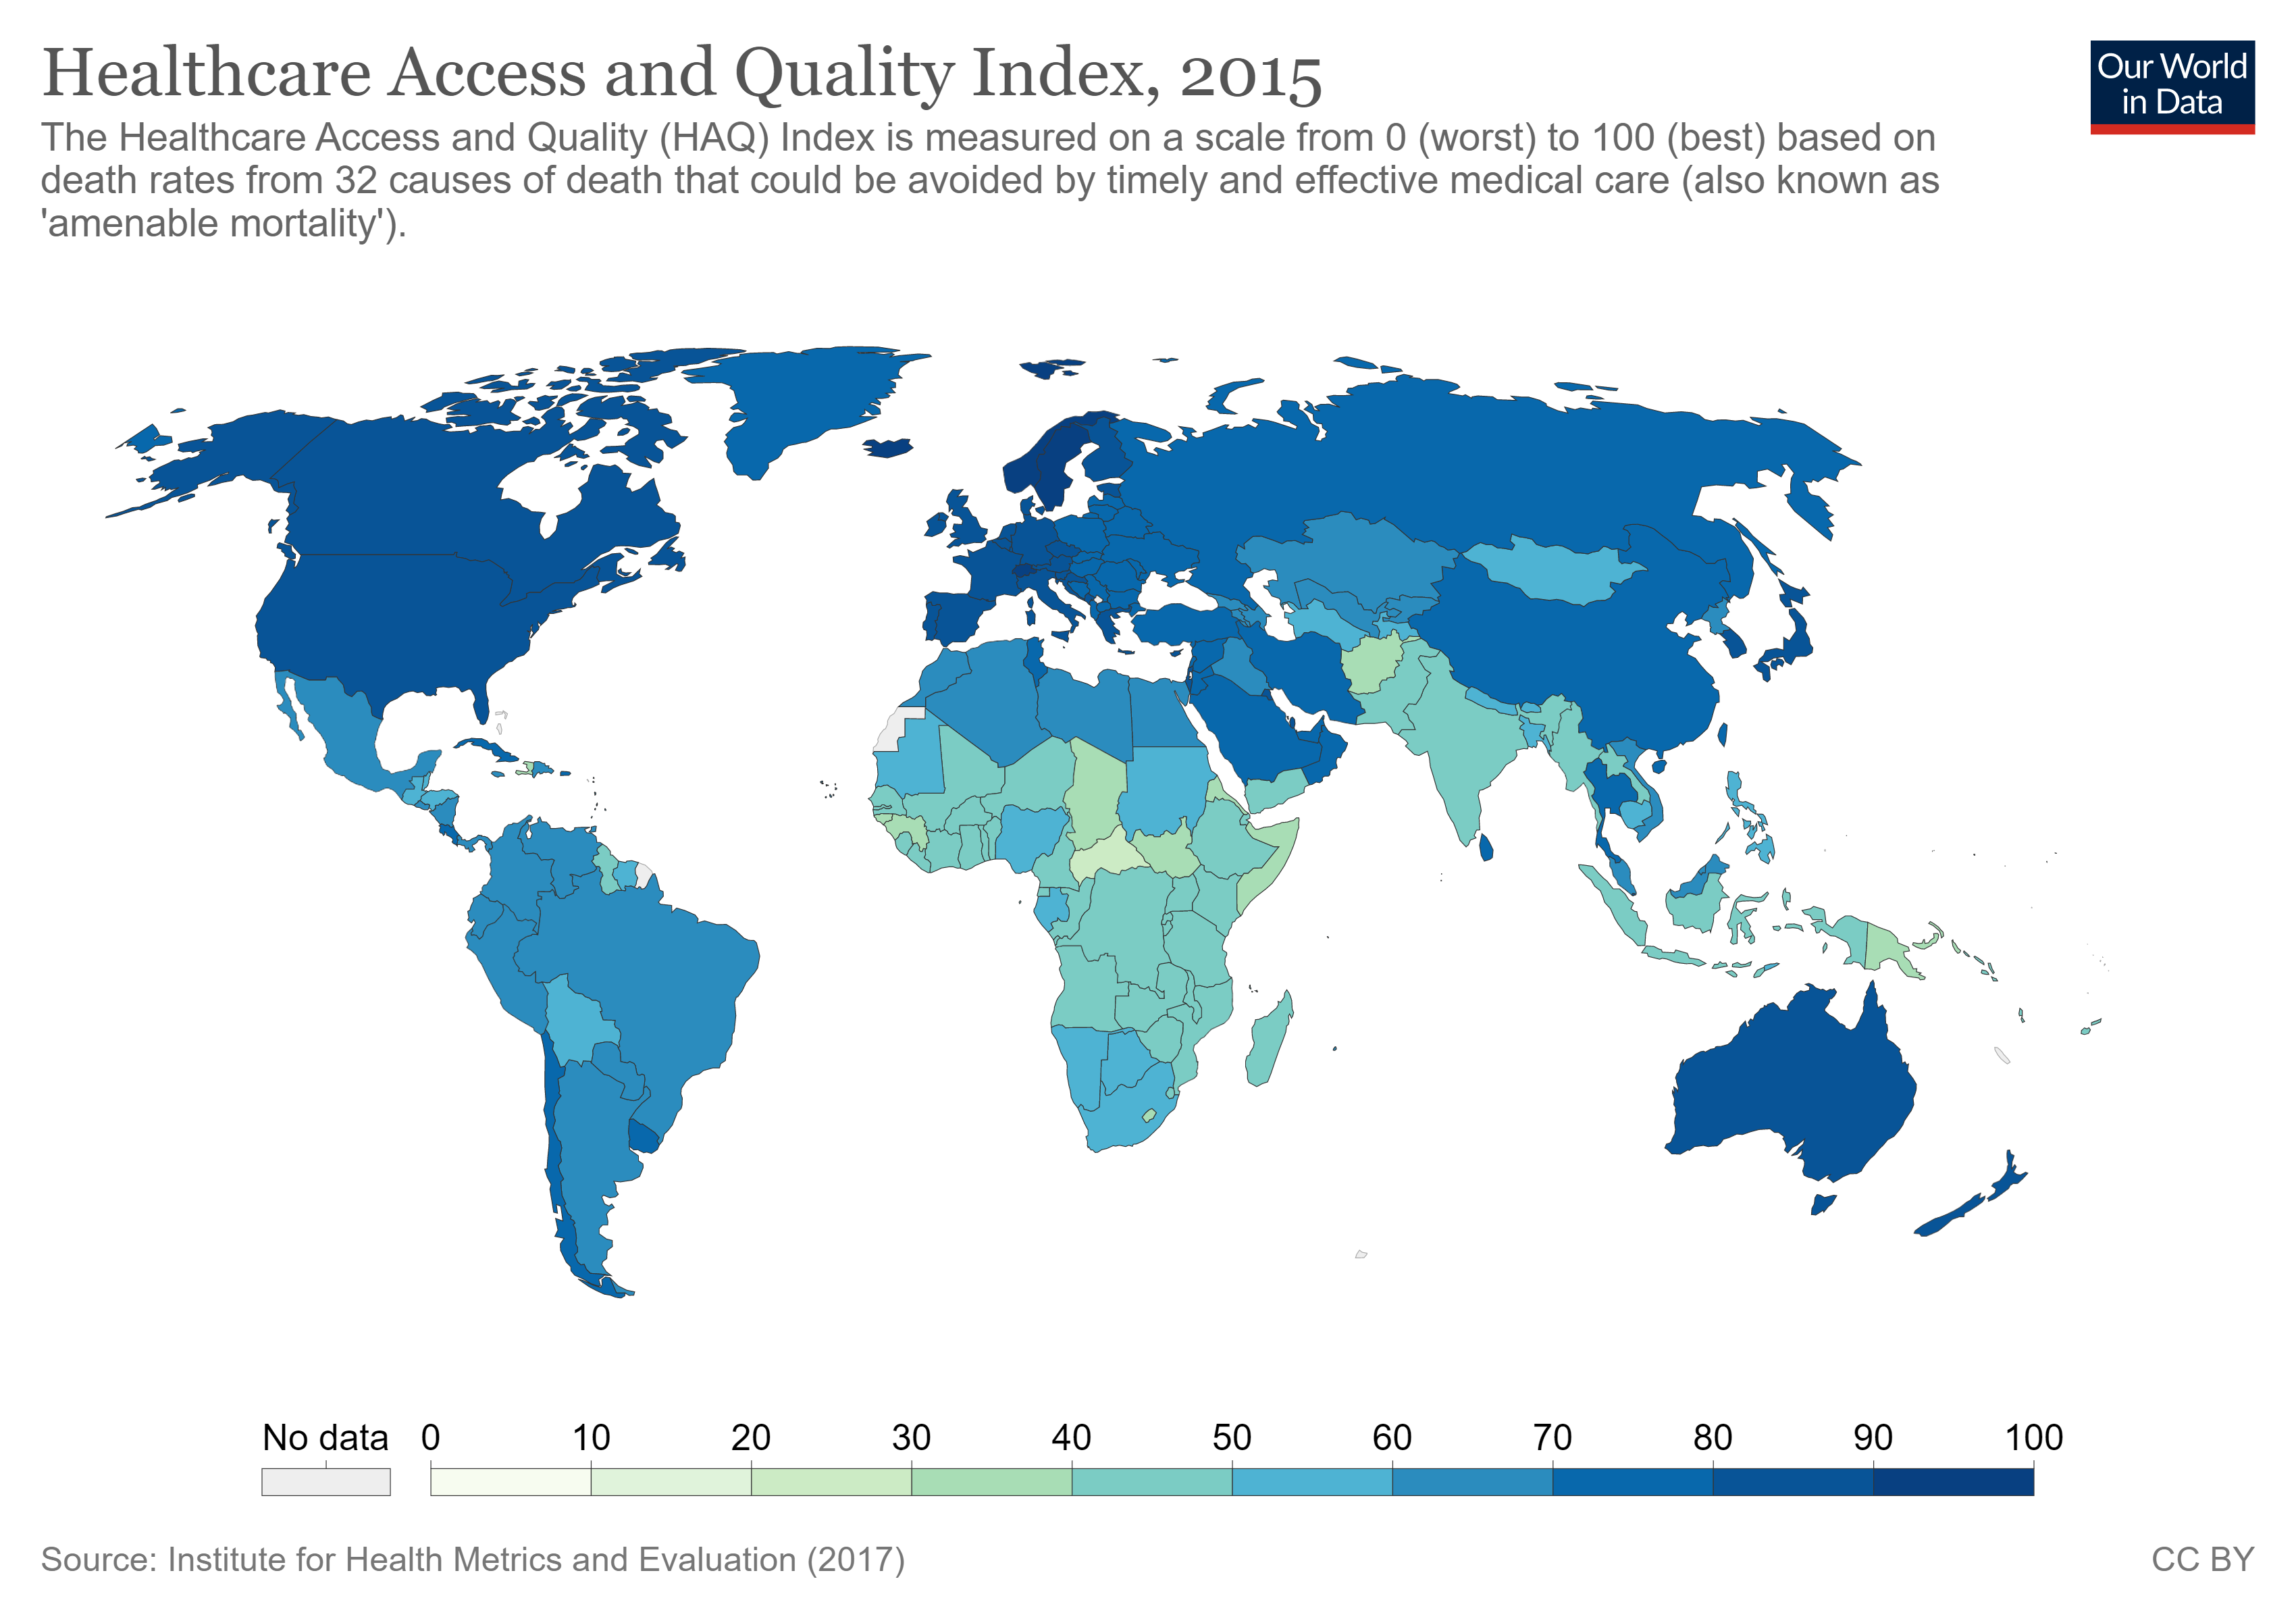 Healthcare Access and Quality Index, 2015
Our World
in Data
The Healthcare Access and Quality (HAQ) Index is measured on a scale from 0 (worst) to 100 (best) based on
death rates from 32 causes of death that could be avoided by timely and effective medical care (also known as
'amenable mortality').
No data 0 10 20 30 40 50 60 70 80 90 100
Source: Institute for Health Metrics and Evaluation (2017)
CC BY